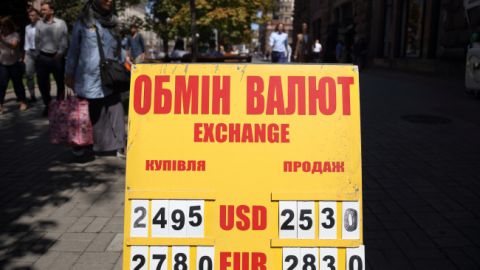 ОБМІН ВАЛЮТ
EXCHANGE
КУПІВЛЯ ПРОДАЖ
2495 USD 2530
2780 EUR 2830